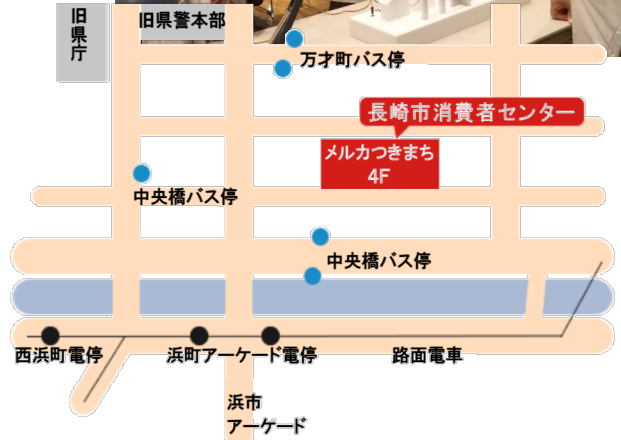 旧県庁
旧県警本部
万才町バス停
長崎市消費者センター
メルカつきまち
4F
中央橋バス停
中央橋バス停
西浜町電停
浜町アーケード電停
路面電車
浜市
アーケード